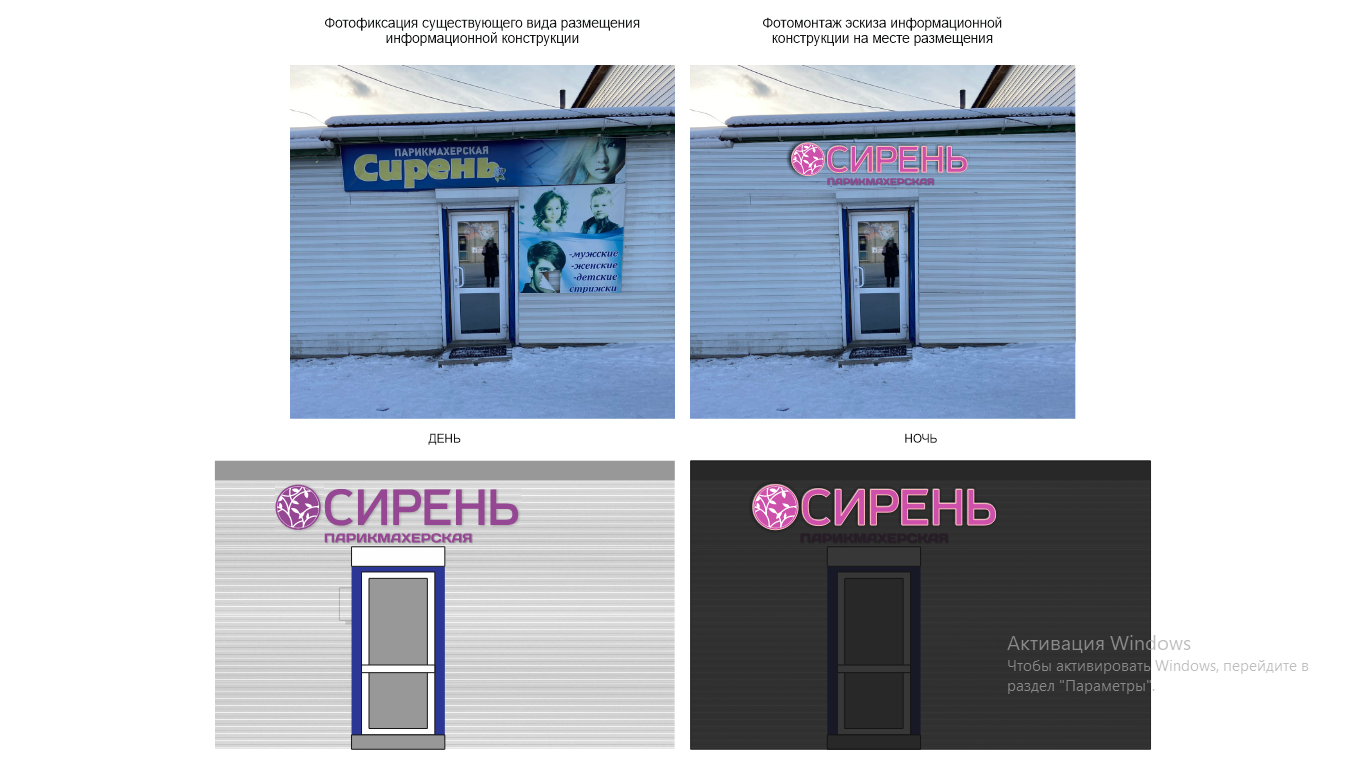 Фотофиксация существующего вида размещения
информационной конструкции
Фотомонтаж эскиза информационной
конструкции на месте размещения
ПАРИКМАХЕРСКАЯ
Сирень
-мужские
-женские
-детские
стрижки
СИРЕНЬ
ПАРИКМАХЕРСКАЯ
ДЕНЬ
НОЧЬ
СИРЕНЬ
ПАРИКМАХЕРСКАЯ
СИРЕНЬ
ПАРИКМАХЕРСКАЯ
Активация Windows
Чтобы активировать Windows, перейдите в
раздел "Параметры".